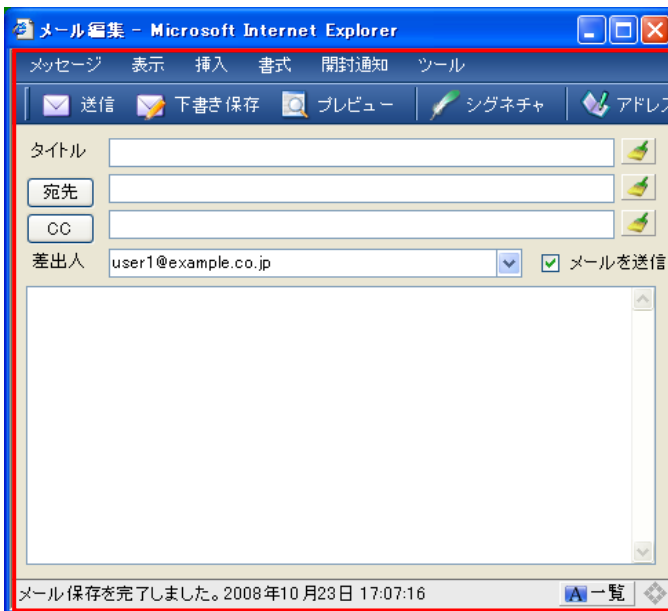 メール編集 - Microsoft Internet Explorer
メッセージ 表示 挿入 書式 開封通知 ツール
送信 下書き保存 プレビュー シグネチャ アドレス
タイトル
宛先
CC
差出人 user1@example.co.jp メールを送信
メール保存を完了しました。2008年10月23日 17:07:16 A 一覧